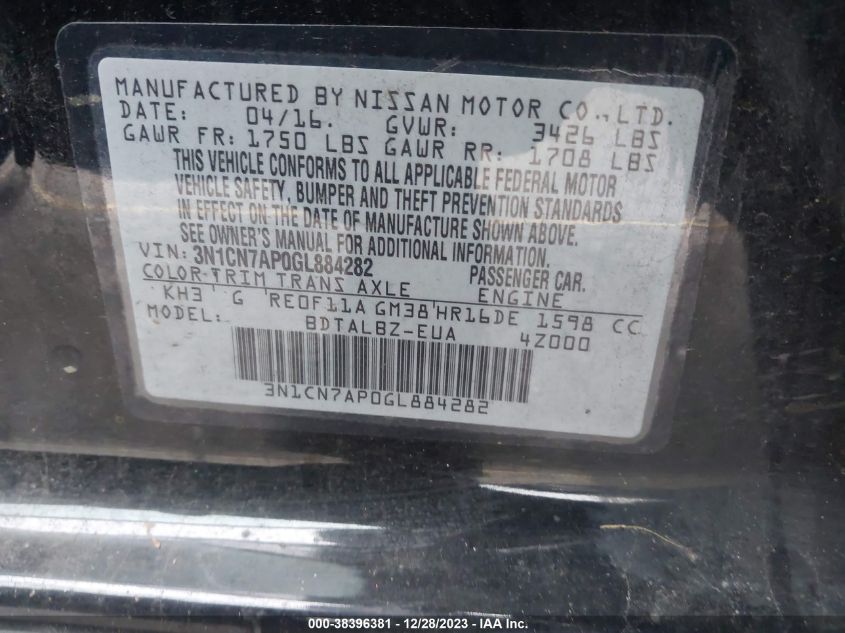 MANUFACTURED BY NISSAN MOTOR CO., LTD.
DATE: 04/16. GVWR: 3426 LBS
GAWR FR: 1750 LBS GAWR RR: 1708 LBS
THIS VEHICLE CONFORMS TO ALL APPLICABLE FEDERAL MOTOR
VEHICLE SAFETY, BUMPER AND THEFT PREVENTION STANDARDS
IN EFFECT ON THE DATE OF MANUFACTURE SHOWN ABOVE.
SEE OWNER'S MANUAL FOR ADDITIONAL INFORMATION.
VIN: 3N1CN7AP0GL884282 PASSENGER CAR.
COLOR TRIM TRANS AXLE ENGINE
KH3 ' G 'RE0F11A GM38'HR16DE 1598 CC
MODEL: BDTALBZ-EUA 4Z000
3N1CN7AP0GL884282
000-38396381 - 12/28/2023 - IAA Inc.